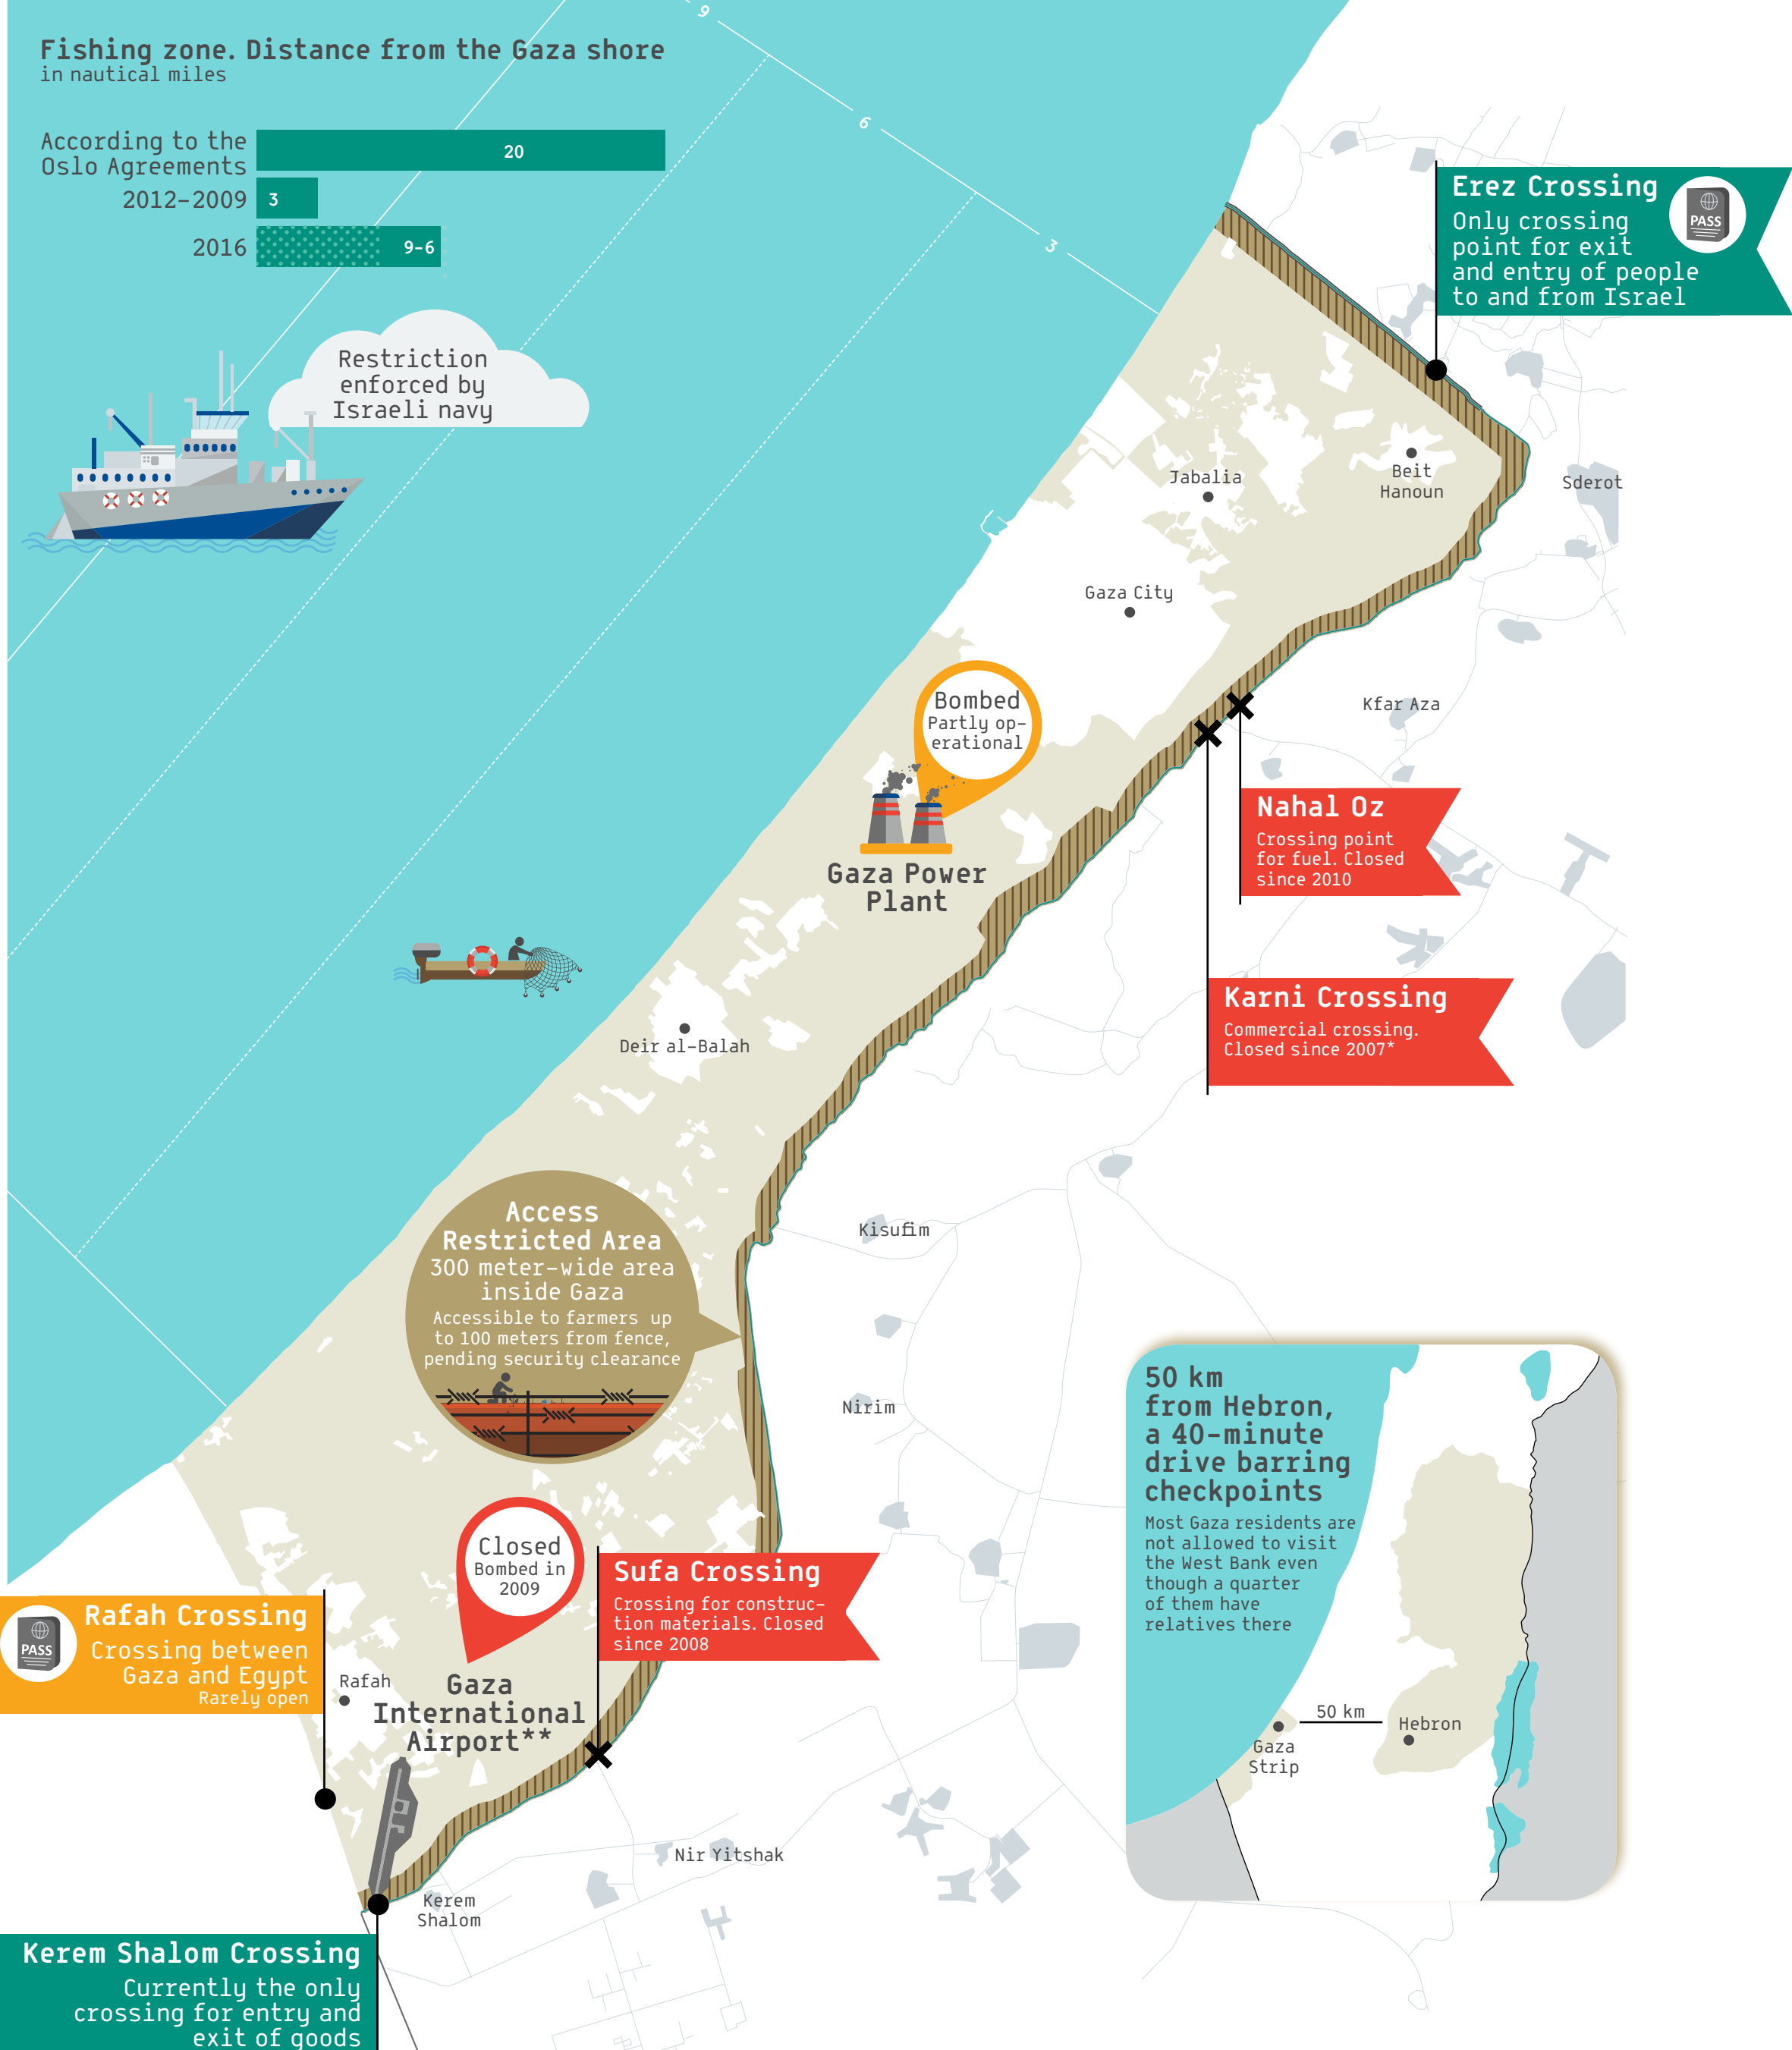 Fishing zone. Distance from the Gaza shore
in nautical miles
According to the
Oslo Agreements
20
2012-2009
3
2016
9-6
9
6
3
Restriction
enforced by
Israeli navy
Erez Crossing
Only crossing
point for exit
and entry of people
to and from Israel
PASS
Jabalia
Beit
Hanoun
Sderot
Gaza City
Kfar Aza
Bombed
Partly op-
erational
Gaza Power
Plant
Nahal Oz
Crossing point
for fuel. Closed
since 2010
Karni Crossing
Commercial crossing.
Closed since 2007*
Deir al-Balah
Access
Restricted Area
300 meter-wide area
inside Gaza
Accessible to farmers up
to 100 meters from fence,
pending security clearance
Kisufim
Nirim
50 km
from Hebron,
a 40-minute
drive barring
checkpoints
Most Gaza residents are
not allowed to visit
the West Bank even
though a quarter
of them have
relatives there
50 km
Hebron
Gaza
Strip
Closed
Bombed in
2009
Sufa Crossing
Crossing for construc-
tion materials. Closed
since 2008
PASS
Rafah Crossing
Crossing between
Gaza and Egypt
Rarely open
Rafah
Gaza
International
Airport**
Nir Yitshak
Kerem
Shalom
Kerem Shalom Crossing
Currently the only
crossing for entry and
exit of goods